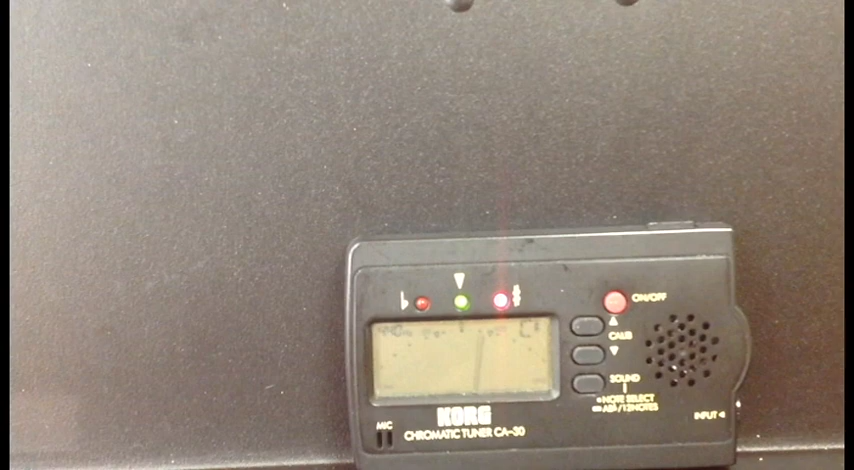 ON/OFF
CALIB
SOUND
NOTE SELECT
KORG
CHROMATIC TUNER CA-30
MIC
INPUT